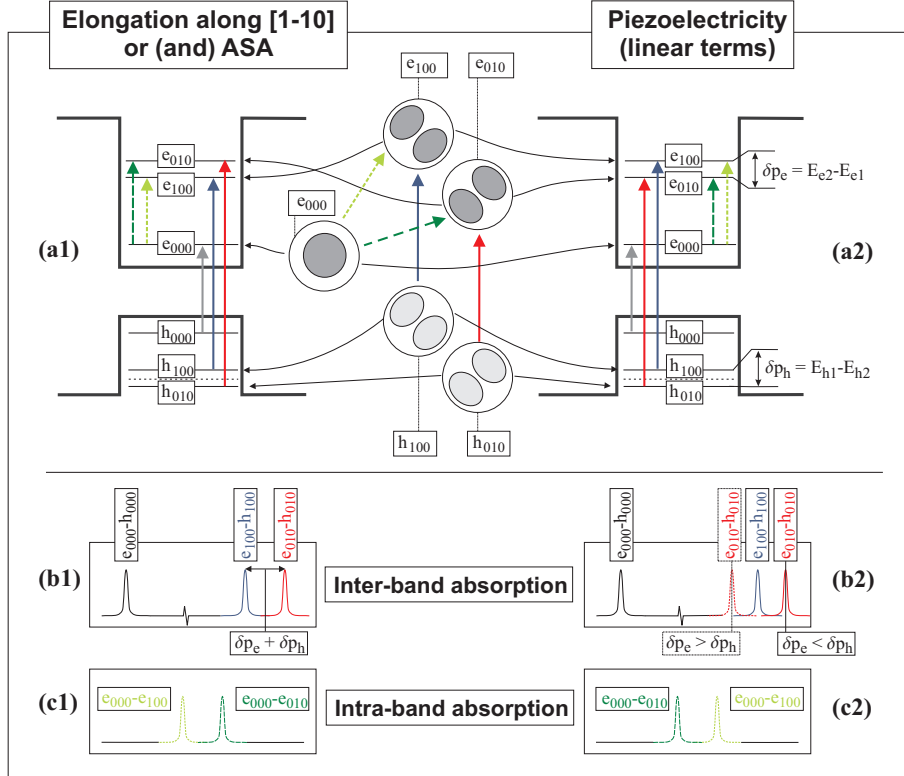 Elongation along [1-10]
or (and) ASA
Piezoelectricity
(linear terms)
e100
e010
e010
e100
e000
e000
(a1)
e100
e010
e000
δpe = Ee2-Ee1
(a2)
h000
h100
h010
h000
h100
h010
δph = Eh1-Eh2
h100
h010
e000-h000
e100-h100
e010-h010
(b1)
δpe + δph
Inter-band absorption
e000-h000
e010-h010
e100-h100
e010-h010
(b2)
δpe > δph
δpe < δph
(c1)
e000-e100
e000-e010
Intra-band absorption
e000-e010
e000-e100
(c2)